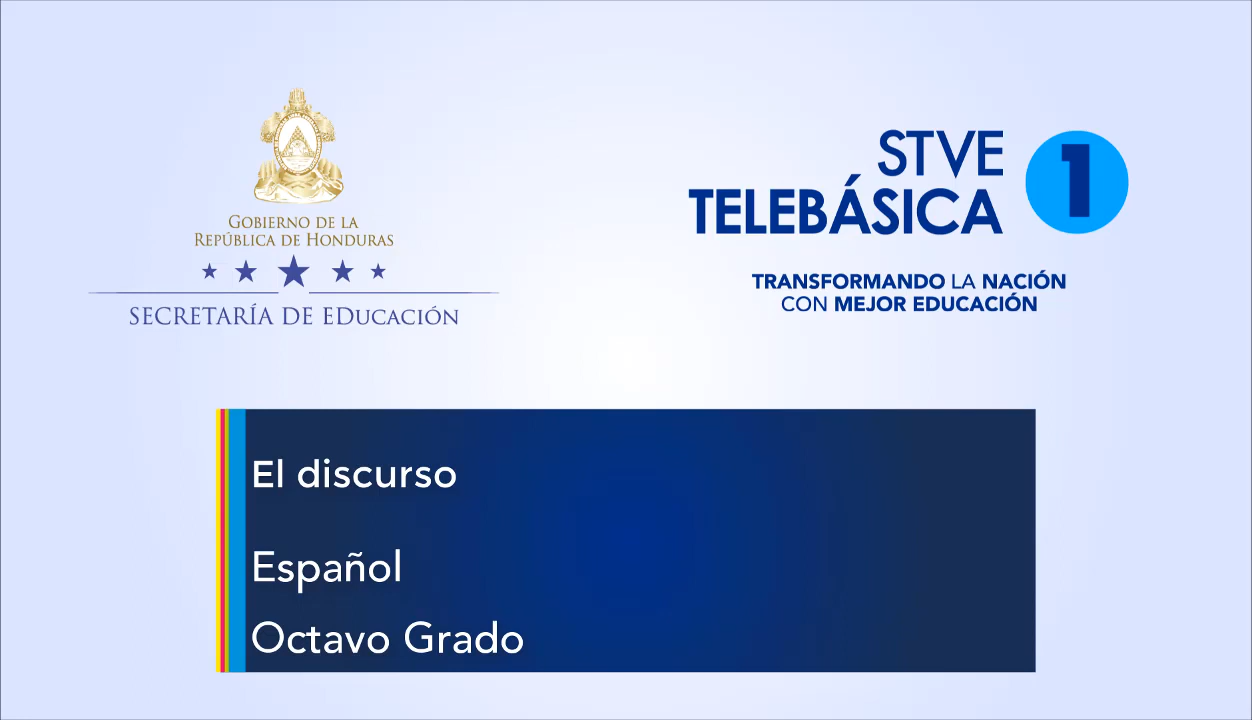 GOBIERNO DE LA
REPÚBLICA DE HONDURAS
SECRETARÍA DE EDUCACIÓN
STVE
TELEBÁSICA
1
TRANSFORMANDO LA NACIÓN
CON MEJOR EDUCACIÓN
El discurso
Español
Octavo Grado